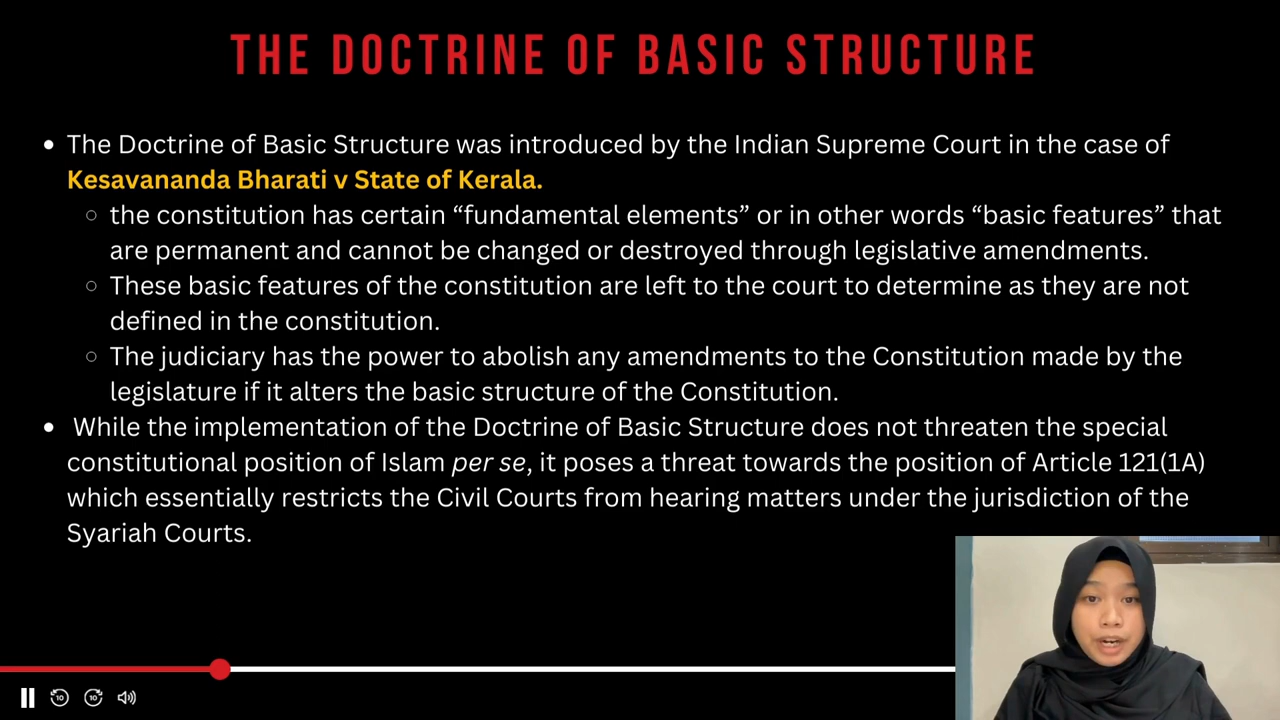 THE DOCTRINE OF BASIC STRUCTURE
• The Doctrine of Basic Structure was introduced by the Indian Supreme Court in the case of
Kesavananda Bharati v State of Kerala.
○ the constitution has certain “fundamental elements” or in other words “basic features” that
are permanent and cannot be changed or destroyed through legislative amendments.
○ These basic features of the constitution are left to the court to determine as they are not
defined in the constitution.
○ The judiciary has the power to abolish any amendments to the Constitution made by the
legislature if it alters the basic structure of the Constitution.
• While the implementation of the Doctrine of Basic Structure does not threaten the special
constitutional position of Islam per se, it poses a threat towards the position of Article 121(1A)
which essentially restricts the Civil Courts from hearing matters under the jurisdiction of the
Syariah Courts.
10 10